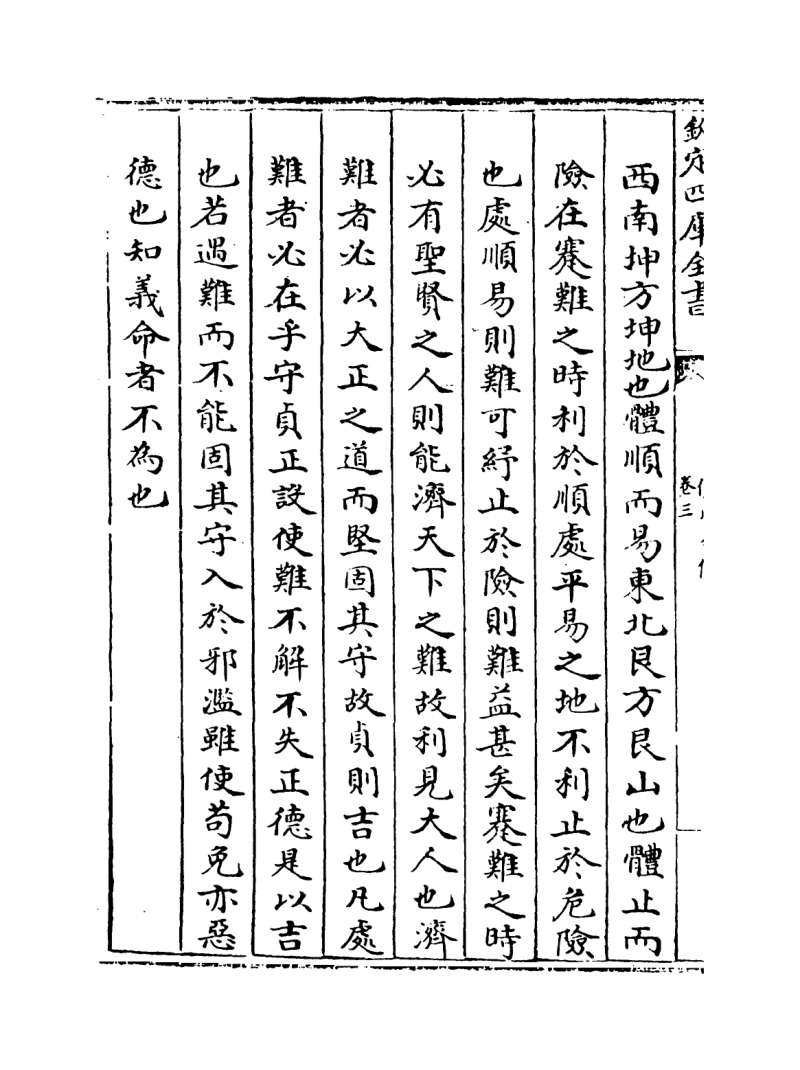 欽定四庫全書
卷三
西南坤方坤地也體順而易東北艮方艮山也體止而
險在蹇難之時利於順處平易之地不利止於危險
也處順易則難可紓止於險則難益甚矣蹇難之時
必有聖賢之人則能濟天下之難故利見大人也濟
難者必以大正之道而堅固其守故貞則吉也凡處
難者必在乎守貞正設使難不解不失正德是以吉
也若遇難而不能固其守入於邪濫雖使苟免亦惡
德也知義命者不為也